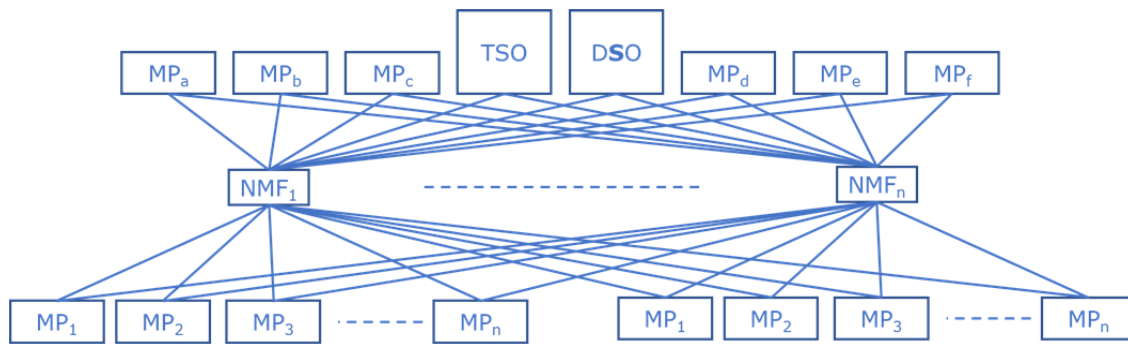 TSO DSO
MPa MPb MPc MPd MPe MPf
NMF1 NMFn
MP1 MP2 MP3 MPn MP1 MP2 MP3 MPn